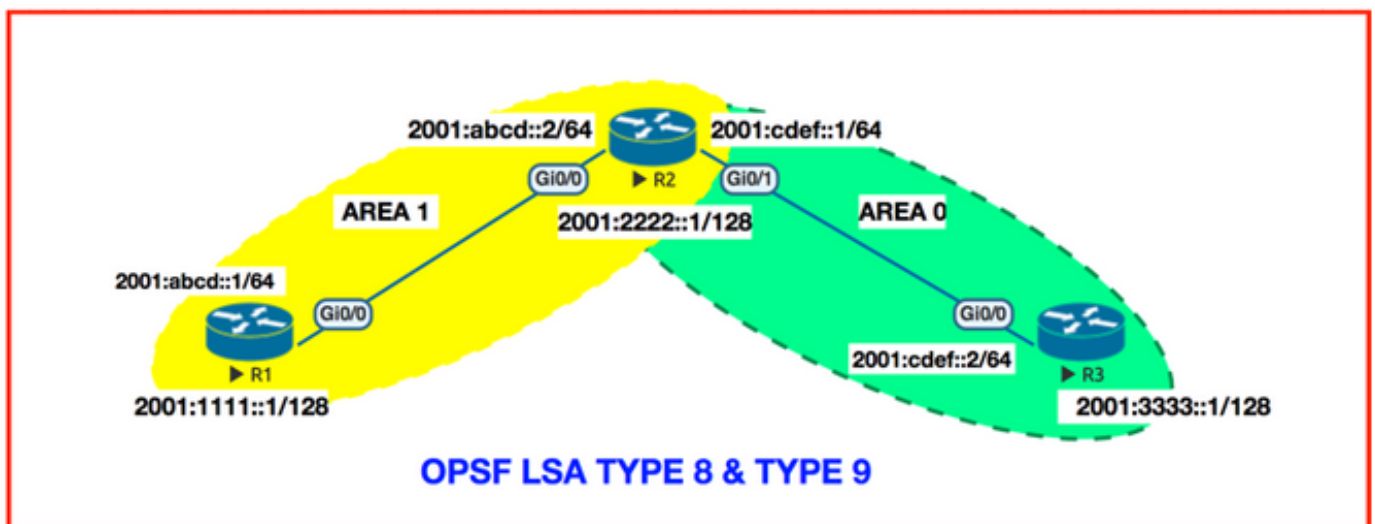 2001:abcd::2/64
2001:cdef::1/64
Gi0/0
R2
Gi0/1
AREA 1
2001:2222::1/128
AREA 0
2001:abcd::1/64
Gi0/0
Gi0/0
R1
2001:cdef::2/64
R3
2001:1111::1/128
2001:3333::1/128
OPSF LSA TYPE 8 & TYPE 9